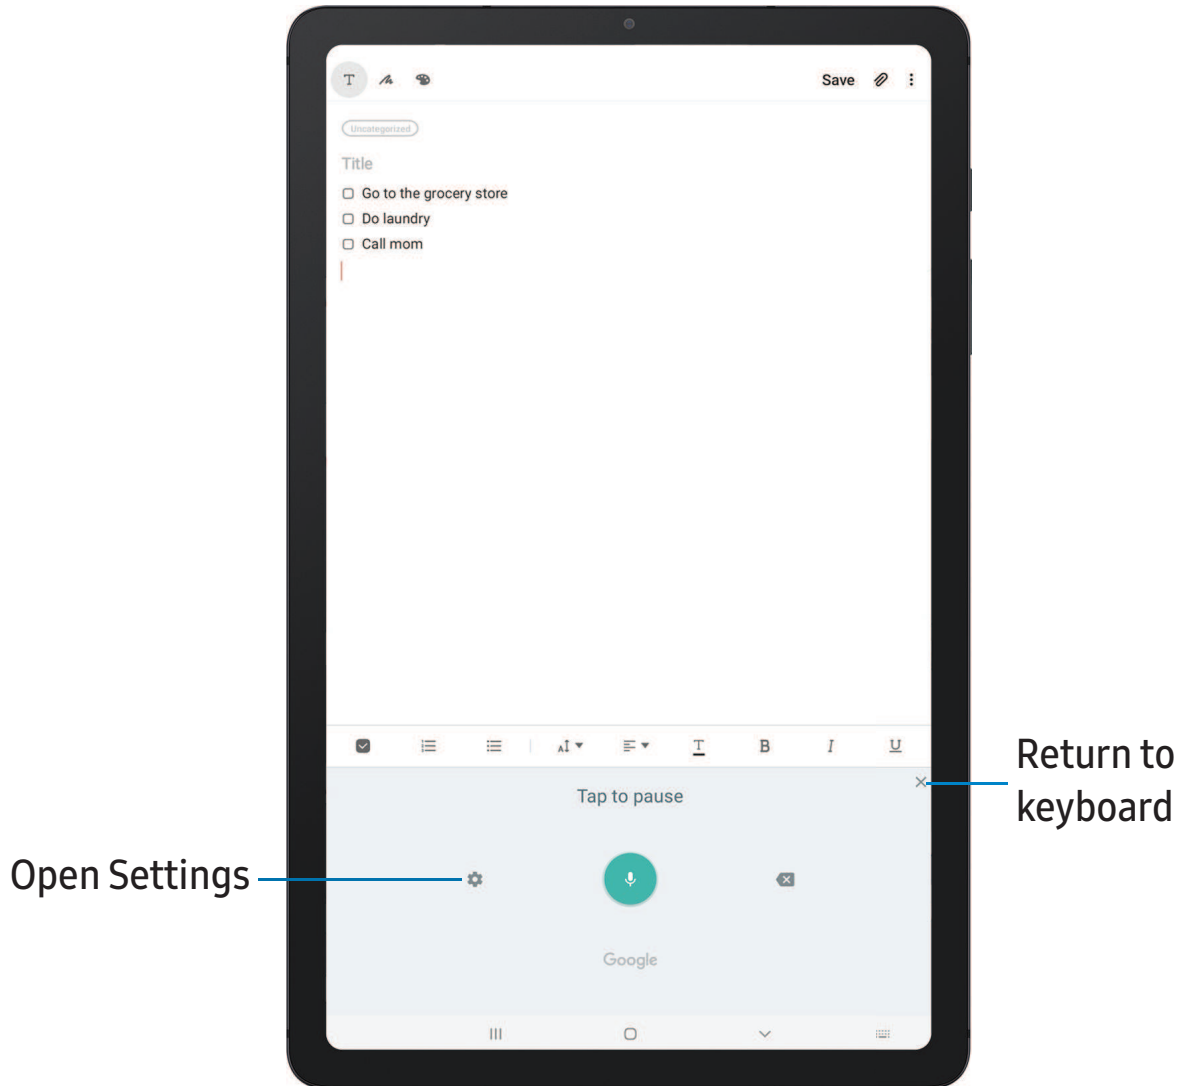 T
Save
Uncategorized
Title
Go to the grocery store
Do laundry
Call mom
T B I U
Return to
keyboard
Tap to pause
Open Settings
Google